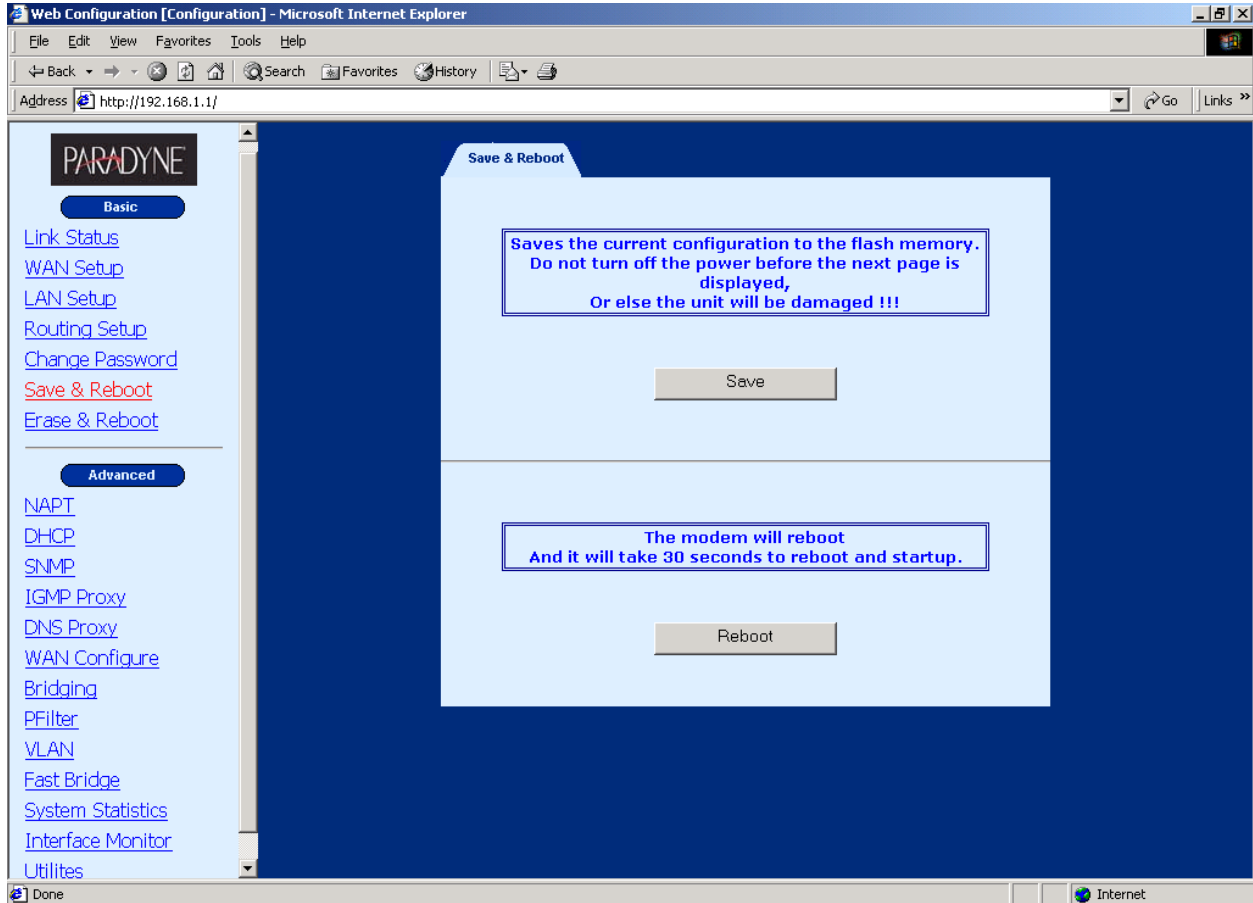 Web Configuration [Configuration] - Microsoft Internet Explorer
File Edit View Favorites Tools Help
Back Search Favorites History
Address http://192.168.1.1/ Go Links »
PARADYNE
Basic
Link Status
WAN Setup
LAN Setup
Routing Setup
Change Password
Save & Reboot
Erase & Reboot
Advanced
NAPT
DHCP
SNMP
IGMP Proxy
DNS Proxy
WAN Configure
Bridging
PFilter
VLAN
Fast Bridge
System Statistics
Interface Monitor
Utilites
Save & Reboot
Saves the current configuration to the flash memory.
Do not turn off the power before the next page is
displayed,
Or else the unit will be damaged !!!
Save
The modem will reboot
And it will take 30 seconds to reboot and startup.
Reboot
Done Internet